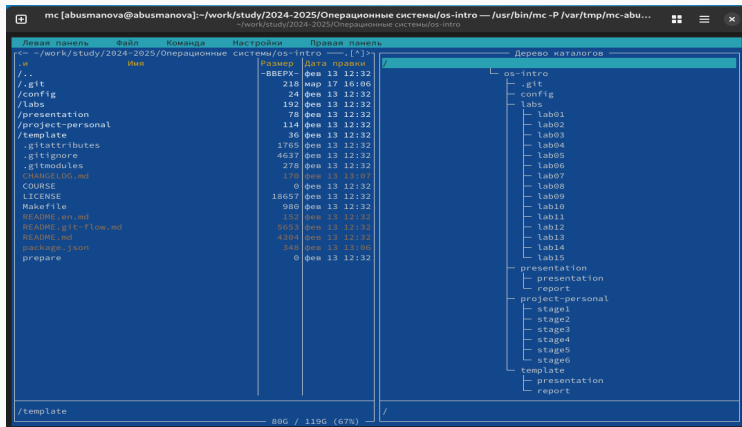 mc [abusmanova@abusmanova]:~/work/study/2024-2025/Операционные системы/os-intro — /usr/bin/mc -P /var/tmp/mc-abu...
~/work/study/2024-2025/Операционные системы/os-intro
Левая панель Файл Команда Настройки Правая панель
<— ~/work/study/2024-2025/Операционные системы/os-intro ——.[^]>
.и Имя Размер Дата правки
/.. -ВВЕРХ- фев 13 12:32
/.git 218 мар 17 16:06
/config 24 фев 13 12:32
/labs 192 фев 13 12:32
/presentation 78 фев 13 12:32
/project-personal 114 фев 13 12:32
/template 36 фев 13 12:32
.gitattributes 1765 фев 13 12:32
.gitignore 4637 фев 13 12:32
.gitmodules 278 фев 13 12:32
CHANGELOG.md 170 фев 13 13:07
COURSE 0 фев 13 12:32
LICENSE 18657 фев 13 12:32
Makefile 980 фев 13 12:32
README.en.md 152 фев 13 12:32
README.git-flow.md 5653 фев 13 12:32
README.md 4304 фев 13 12:32
package.json 348 фев 13 13:06
prepare 0 фев 13 12:32
/template
80G / 119G (67%)
Дерево каталогов
/
os-intro
.git
config
labs
lab01
lab02
lab03
lab04
lab05
lab06
lab07
lab08
lab09
lab10
lab11
lab12
lab13
lab14
lab15
presentation
presentation
report
project-personal
stage1
stage2
stage3
stage4
stage5
stage6
template
presentation
report
/